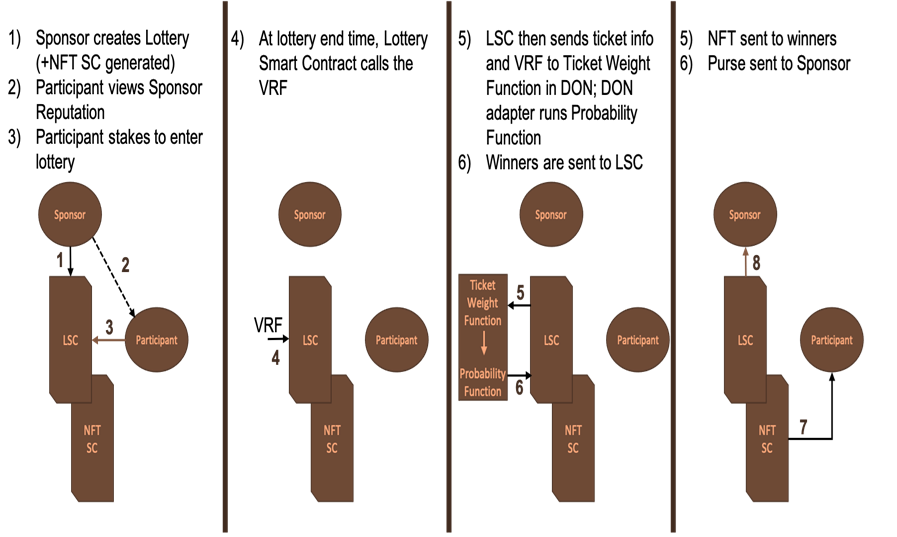 1) Sponsor creates Lottery
(+NFT SC generated)
2) Participant views Sponsor
Reputation
3) Participant stakes to enter
lottery
Sponsor
1
2
3
LSC
Participant
NFT
SC
4) At lottery end time, Lottery
Smart Contract calls the
VRF
Sponsor
VRF
4
LSC
Participant
NFT
SC
5) LSC then sends ticket info
and VRF to Ticket Weight
Function in DON; DON
adapter runs Probability
Function
6) Winners are sent to LSC
Sponsor
Ticket
Weight
Function
5
LSC
Participant
Probability
Function
6
NFT
SC
5) NFT sent to winners
6) Purse sent to Sponsor
Sponsor
8
LSC
Participant
NFT
SC
7